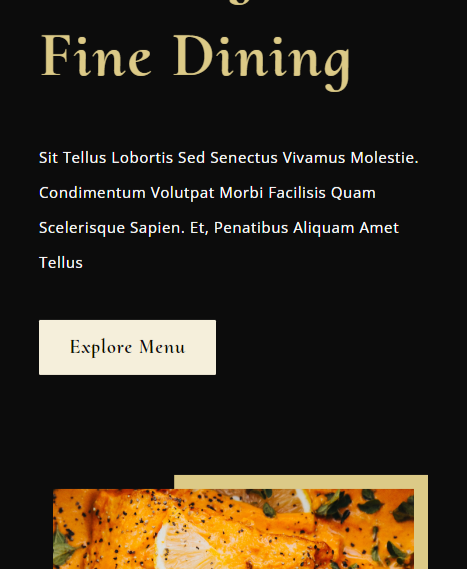 Fine Dining
Sit Tellus Lobortis Sed Senectus Vivamus Molestie.
Condimentum Volutpat Morbi Facilisis Quam
Scelerisque Sapien. Et, Penatibus Aliquam Amet
Tellus
Explore Menu